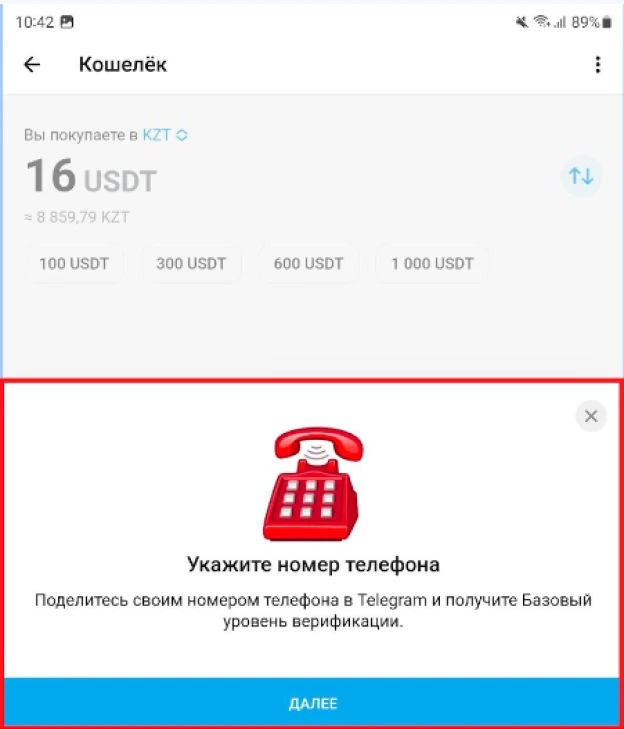 10:42
89%
Кошелёк
Вы покупаете в KZT
16 USDT
≈ 8 859,79 KZT
100 USDT 300 USDT 600 USDT 1 000 USDT
Укажите номер телефона
Поделитесь своим номером телефона в Telegram и получите Базовый
уровень верификации.
ДАЛЕЕ